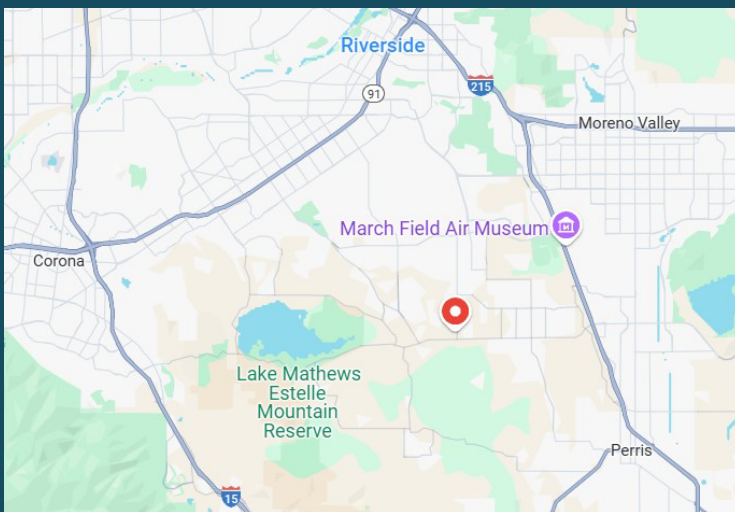 Riverside
91
215
Moreno Valley
March Field Air Museum
Corona
Lake Mathews
Estelle
Mountain
Reserve
Perris
15